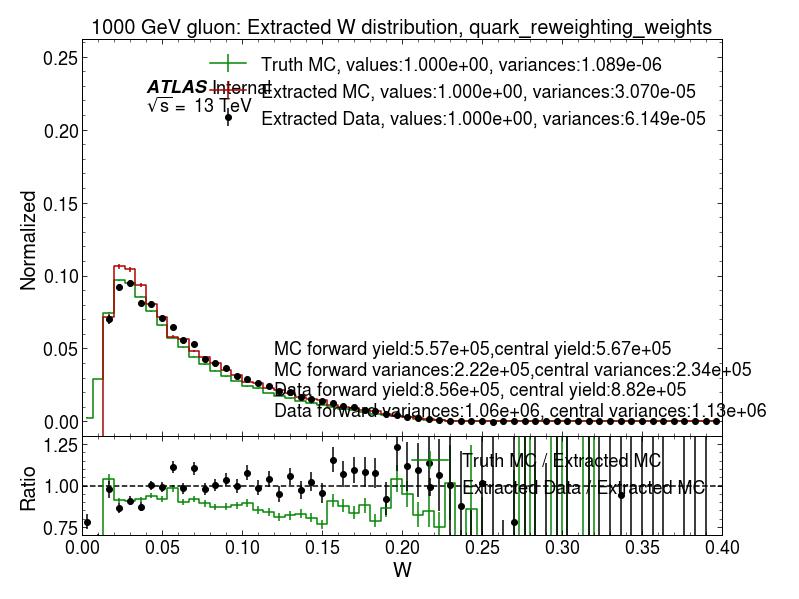 1000 GeV gluon: Extracted W distribution, quark_reweighting_weights
Truth MC, values:1.000e+00, variances:1.089e-06
ATLAS Internal
Extracted MC, values:1.000e+00, variances:3.070e-05
√s = 13 TeV
Extracted Data, values:1.000e+00, variances:6.149e-05
Normalized
0.25
0.20
0.15
0.10
0.05
0.00
MC forward yield:5.57e+05,central yield:5.67e+05
MC forward variances:2.22e+05,central variances:2.34e+05
Data forward yield:8.56e+05, central yield:8.82e+05
Data forward variances:1.06e+06, central variances:1.13e+06
Ratio
1.25
1.00
0.75
Truth MC / Extracted MC
Extracted Data / Extracted MC
0.00 0.05 0.10 0.15 0.20 0.25 0.30 0.35 0.40
W